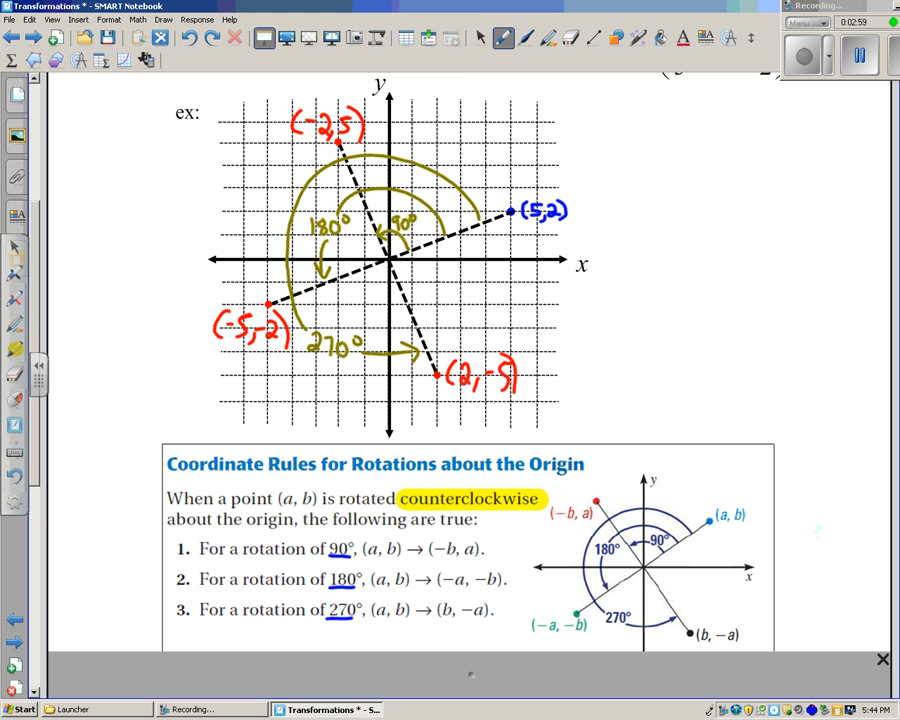 Transformations * - SMART Notebook
Recording...
File Edit View Insert Format Math Draw Response Help
Menu
00:02:59
ex:
y
(-2,5)
(5,2)
180°
90°
x
(-5,-2)
270°
(2,-5)
Coordinate Rules for Rotations about the Origin
When a point (a, b) is rotated counterclockwise
about the origin, the following are true:
1. For a rotation of 90°, (a, b) → (−b, a).
2. For a rotation of 180°, (a, b) → (−a, −b).
3. For a rotation of 270°, (a, b) → (b, −a).
y
(−b, a)
(a, b)
90°
180°
x
(−a, −b)
270°
(b, −a)
Start
Launcher
Recording...
Transformations * - S...
5:44 PM